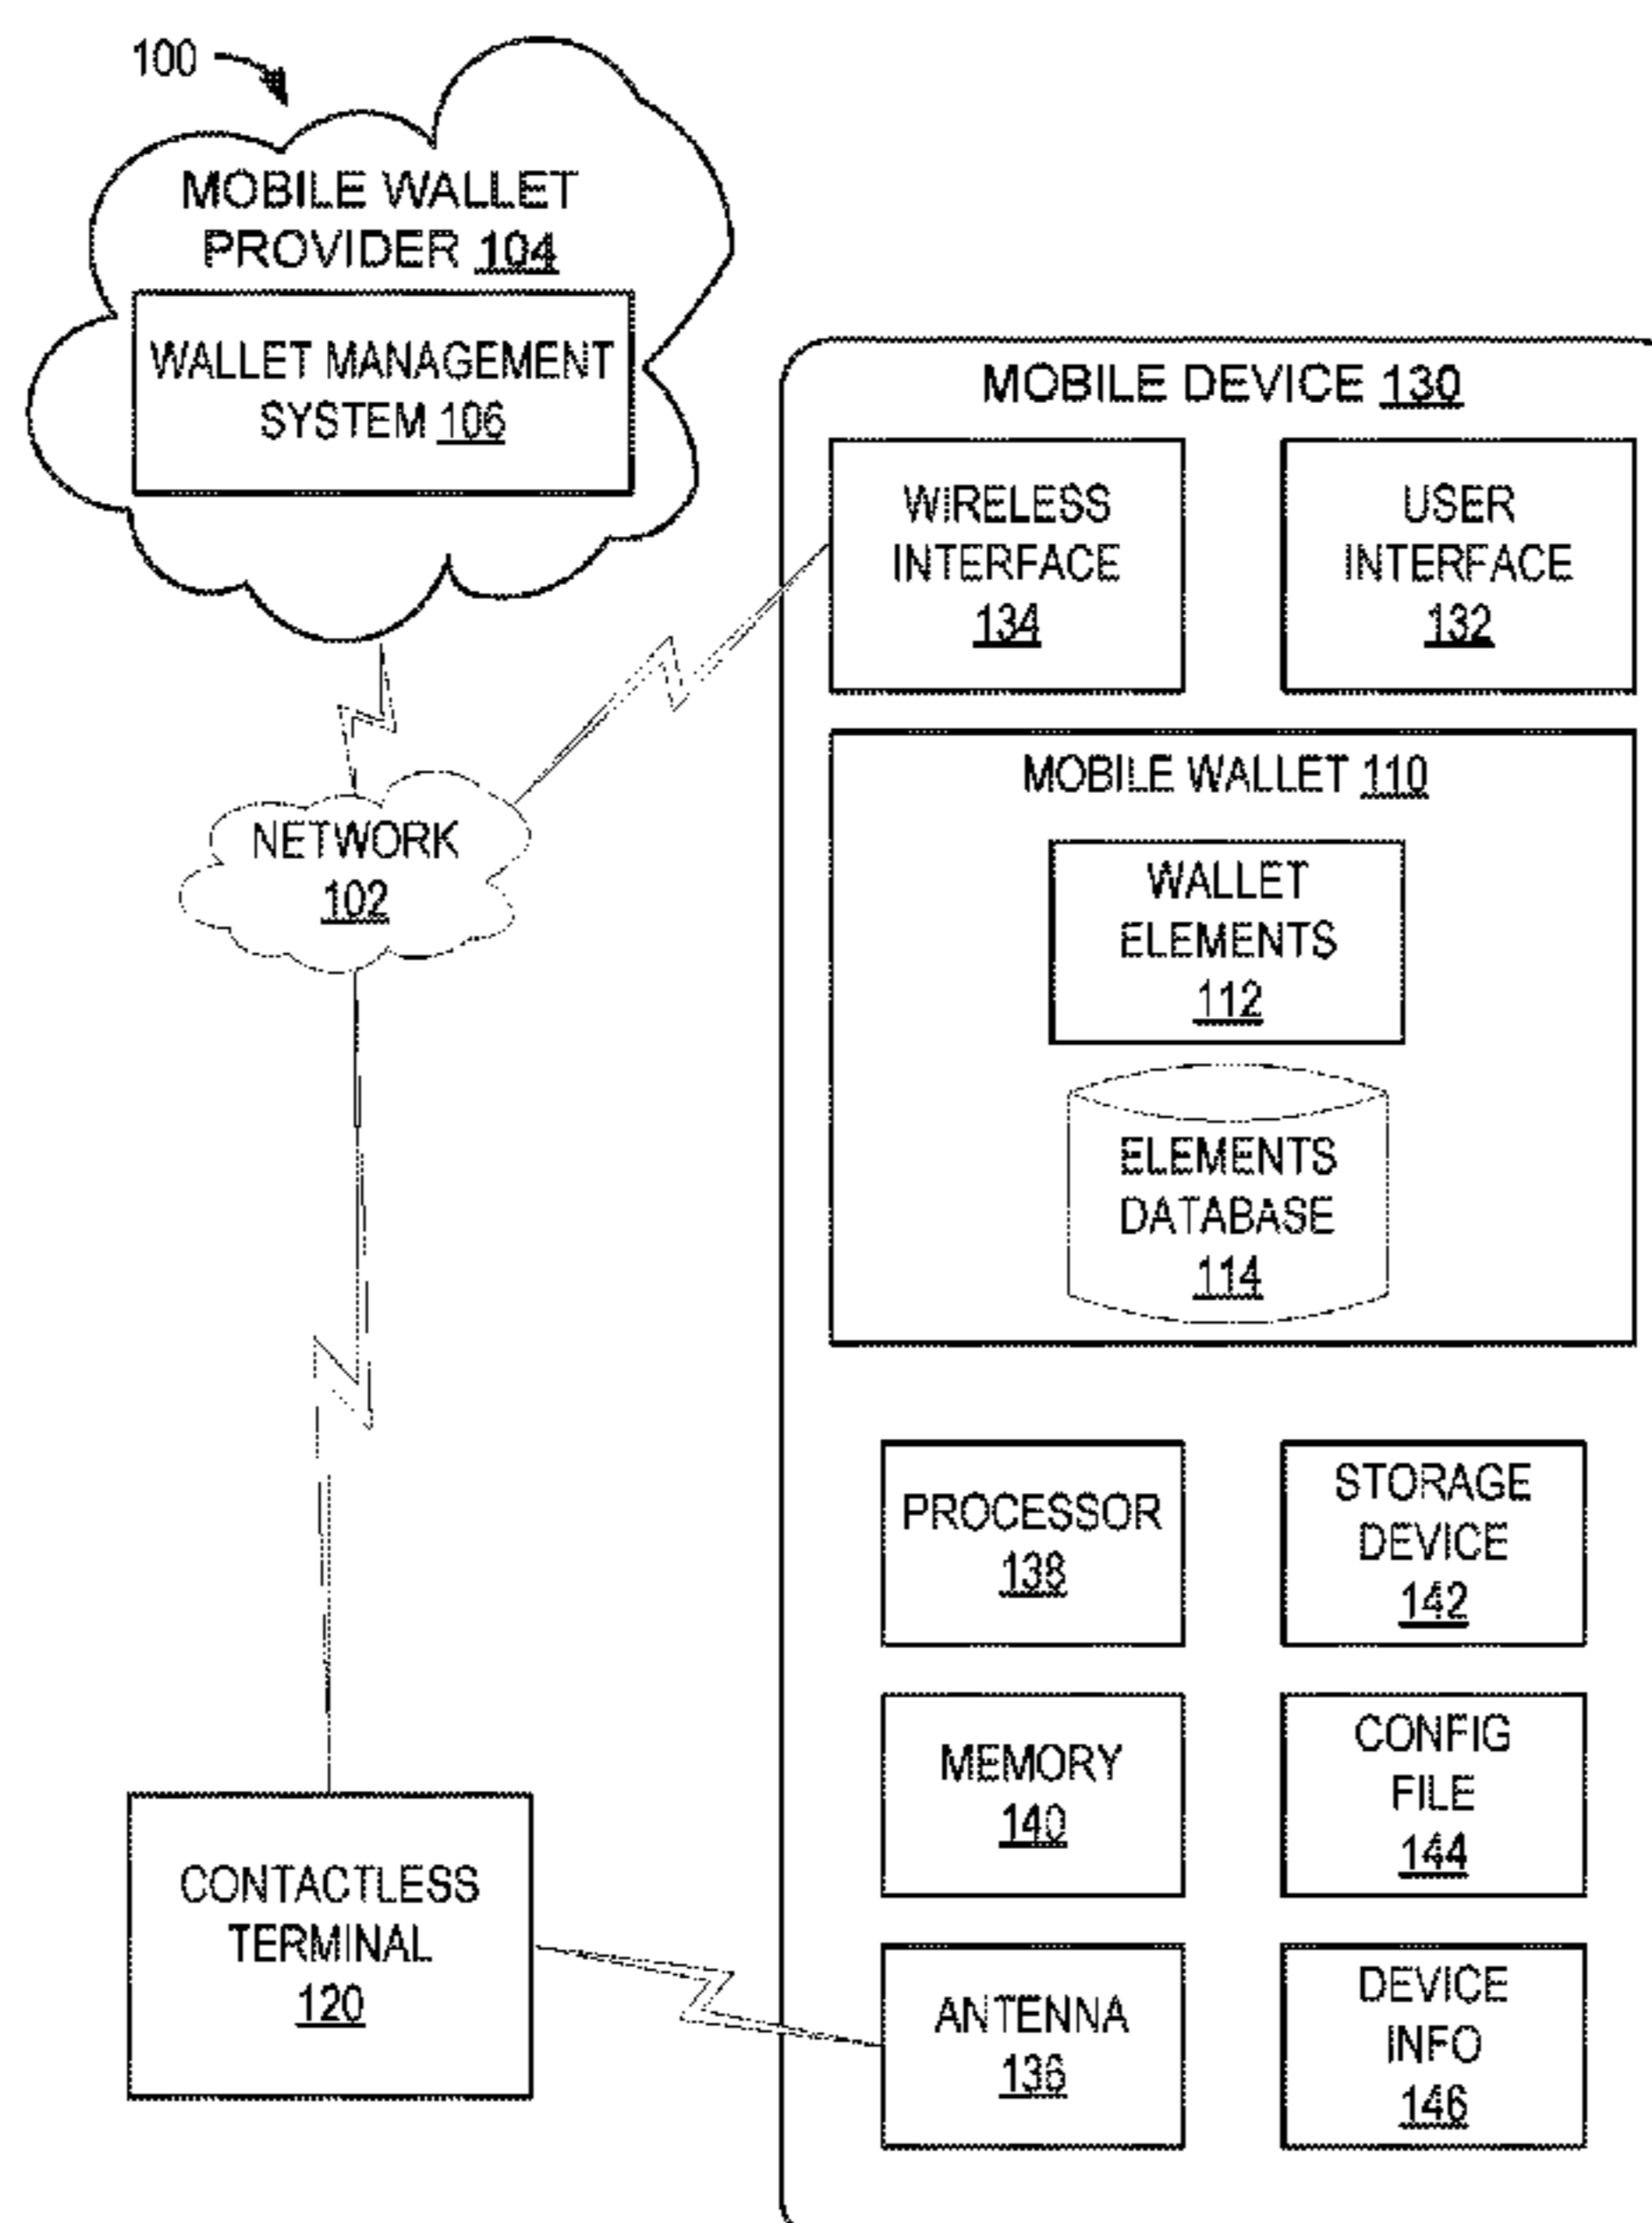 100
MOBILE WALLET
PROVIDER 104
WALLET MANAGEMENT
SYSTEM 106
MOBILE DEVICE 130
WIRELESS
INTERFACE
134
USER
INTERFACE
132
NETWORK
102
MOBILE WALLET 110
WALLET
ELEMENTS
112
ELEMENTS
DATABASE
114
PROCESSOR
138
STORAGE
DEVICE
142
MEMORY
140
CONFIG
FILE
144
CONTACTLESS
TERMINAL
120
ANTENNA
136
DEVICE
INFO
146